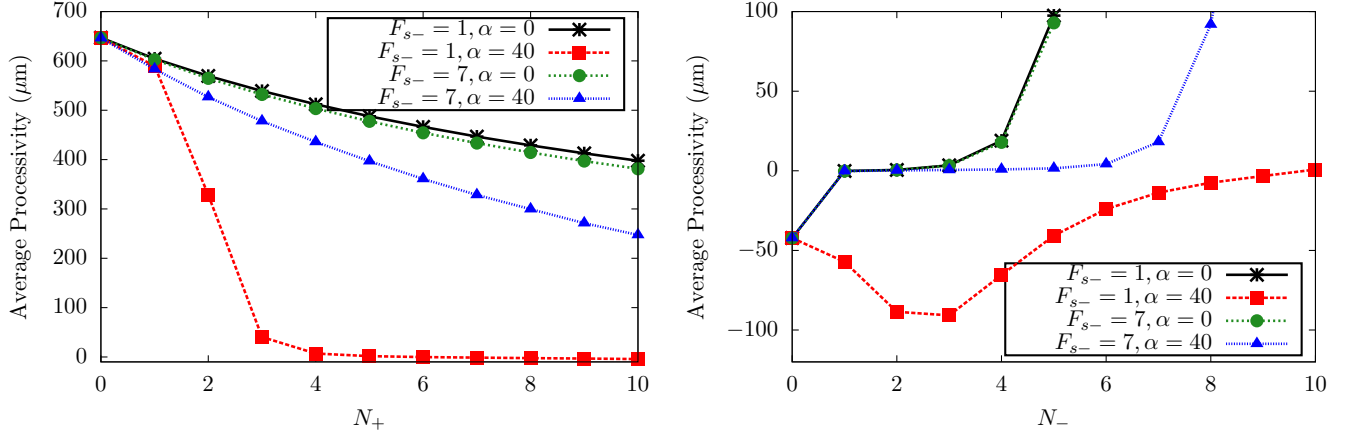 Average Processivity (μm)
700
600
500
400
300
200
100
0
0 2 4 6 8 10
N₊
F_{s−} = 1, α = 0
F_{s−} = 1, α = 40
F_{s−} = 7, α = 0
F_{s−} = 7, α = 40
Average Processivity (μm)
100
50
0
−50
−100
0 2 4 6 8 10
N₋
F_{s−} = 1, α = 0
F_{s−} = 1, α = 40
F_{s−} = 7, α = 0
F_{s−} = 7, α = 40